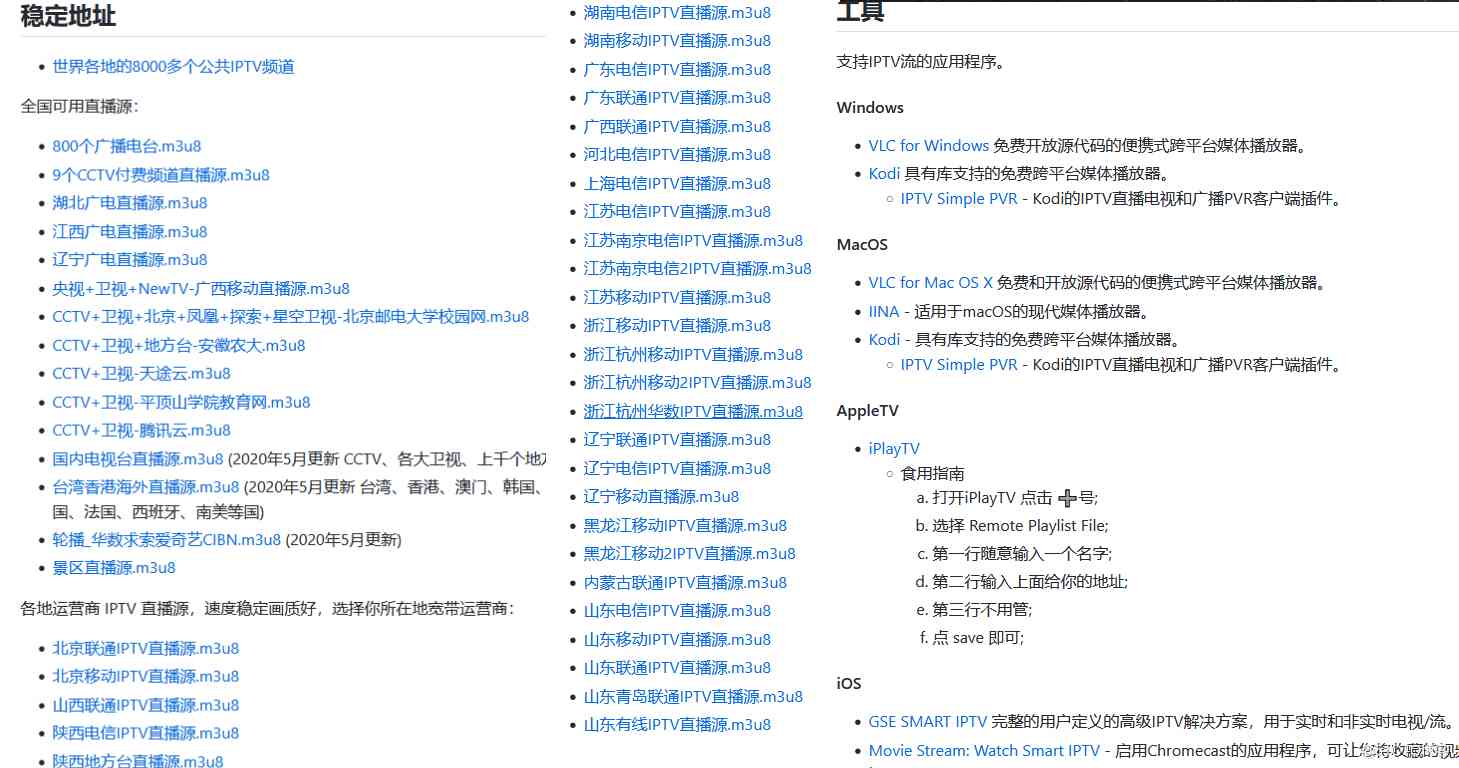 稳定地址
世界各地的8000多个公共IPTV频道
全国可用直播源：
800个广播电台.m3u8
9个CCTV付费频道直播源.m3u8
湖北广电直播源.m3u8
江西广电直播源.m3u8
辽宁广电直播源.m3u8
央视+卫视+NewTV-广西移动直播源.m3u8
CCTV+卫视+北京+凤凰+探索+星空卫视-北京邮电大学校园网.m3u8
CCTV+卫视+地方台-安徽农大.m3u8
CCTV+卫视-天途云.m3u8
CCTV+卫视-平顶山学院教育网.m3u8
CCTV+卫视-腾讯云.m3u8
国内电视台直播源.m3u8 (2020年5月更新 CCTV、各大卫视、上千个地方
台湾香港海外直播源.m3u8 (2020年5月更新 台湾、香港、澳门、韩国、
国、法国、西班牙、南美等国)
轮播_华数求索爱奇艺CIBN.m3u8 (2020年5月更新)
景区直播源.m3u8
各地运营商 IPTV 直播源，速度稳定画质好，选择你所在地宽带运营商：
北京联通IPTV直播源.m3u8
北京移动IPTV直播源.m3u8
山西联通IPTV直播源.m3u8
陕西电信IPTV直播源.m3u8
陕西地方台直播源.m3u8
湖南电信IPTV直播源.m3u8
湖南移动IPTV直播源.m3u8
广东电信IPTV直播源.m3u8
广东联通IPTV直播源.m3u8
广西联通IPTV直播源.m3u8
河北电信IPTV直播源.m3u8
上海电信IPTV直播源.m3u8
江苏电信IPTV直播源.m3u8
江苏南京电信IPTV直播源.m3u8
江苏南京电信2IPTV直播源.m3u8
江苏移动IPTV直播源.m3u8
浙江移动IPTV直播源.m3u8
浙江杭州移动IPTV直播源.m3u8
浙江杭州移动2IPTV直播源.m3u8
浙江杭州华数IPTV直播源.m3u8
辽宁联通IPTV直播源.m3u8
辽宁电信IPTV直播源.m3u8
辽宁移动直播源.m3u8
黑龙江移动IPTV直播源.m3u8
黑龙江移动2IPTV直播源.m3u8
内蒙古联通IPTV直播源.m3u8
山东电信IPTV直播源.m3u8
山东移动IPTV直播源.m3u8
山东联通IPTV直播源.m3u8
山东青岛联通IPTV直播源.m3u8
山东有线IPTV直播源.m3u8
工具
支持IPTV流的应用程序。
Windows
VLC for Windows 免费开放源代码的便携式跨平台媒体播放器。
Kodi 具有库支持的免费跨平台媒体播放器。
IPTV Simple PVR - Kodi的IPTV直播电视和广播PVR客户端插件。
MacOS
VLC for Mac OS X 免费和开放源代码的便携式跨平台媒体播放器。
IINA - 适用于macOS的现代媒体播放器。
Kodi - 具有库支持的免费跨平台媒体播放器。
IPTV Simple PVR - Kodi的IPTV直播电视和广播PVR客户端插件。
AppleTV
iPlayTV
食用指南
a. 打开iPlayTV 点击 ➕号;
b. 选择 Remote Playlist File;
c. 第一行随意输入一个名字;
d. 第二行输入上面给你的地址;
e. 第三行不用管;
f. 点 save 即可;
iOS
GSE SMART IPTV 完整的用户定义的高级IPTV解决方案，用于实时和非实时电视/流。
Movie Stream: Watch Smart IPTV - 启用Chromecast的应用程序，可让您将收藏的视频